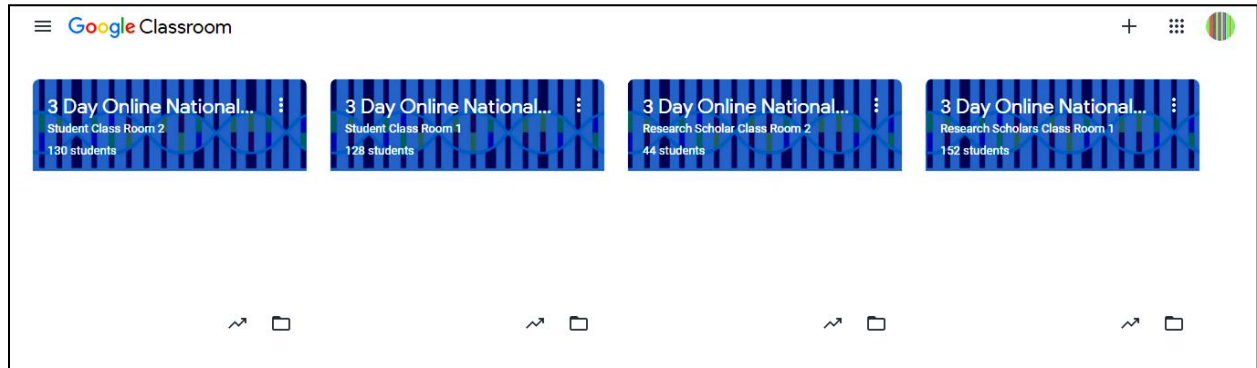 Google Classroom
3 Day Online National...
Student Class Room 2
130 students
3 Day Online National...
Student Class Room 1
128 students
3 Day Online National...
Research Scholar Class Room 2
44 students
3 Day Online National...
Research Scholars Class Room 1
152 students